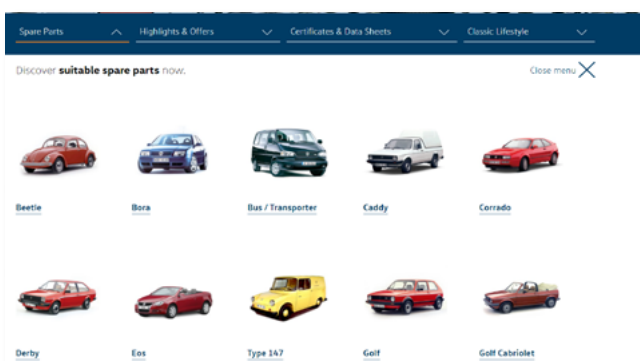 Spare Parts Highlights & Offers Certificates & Data Sheets Classic Lifestyle
Discover suitable spare parts now. Close menu
Beetle Bora Bus / Transporter Caddy Corrado
Derby Eos Type 147 Golf Golf Cabriolet